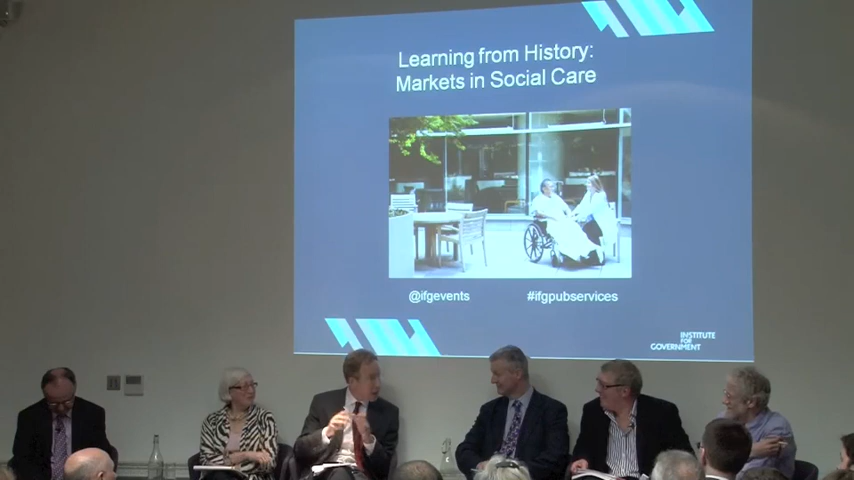 Learning from History:
Markets in Social Care
@ifgevents #ifgpubservices
INSTITUTE
FOR
GOVERNMENT